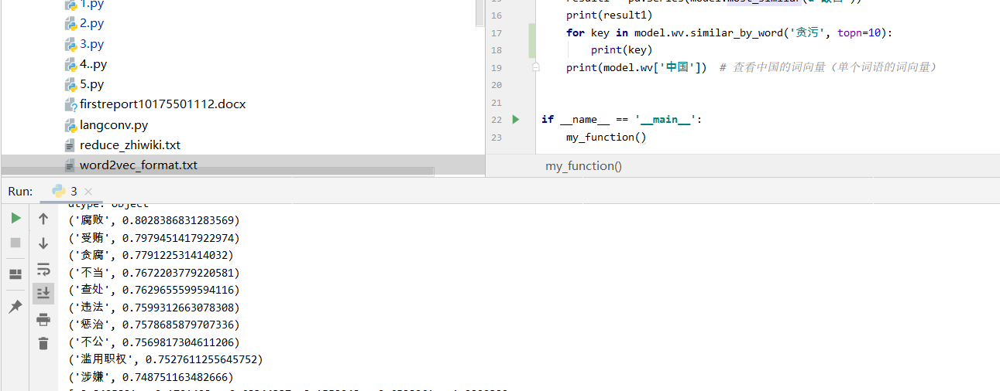 1.py
2.py
3.py
4..py
5.py
firstreport10175501112.docx
langconv.py
reduce_zhiwiki.txt
word2vec_format.txt
16 print(result1)
17 for key in model.wv.similar_by_word('贪污', topn=10):
18 print(key)
19 print(model.wv['中国']) # 查看中国的词向量（单个词语的词向量）
20
21
22 if __name__ == '__main__':
23 my_function()
my_function()
Run: 3
dtype: object
('腐败', 0.8028386831283569)
('受贿', 0.7979451417922974)
('贪腐', 0.779122531414032)
('不当', 0.7672203779220581)
('查处', 0.7629655599594116)
('违法', 0.7599312663078308)
('惩治', 0.7578685879707336)
('不公', 0.7569817304611206)
('滥用职权', 0.7527611255645752)
('涉嫌', 0.748751163482666)